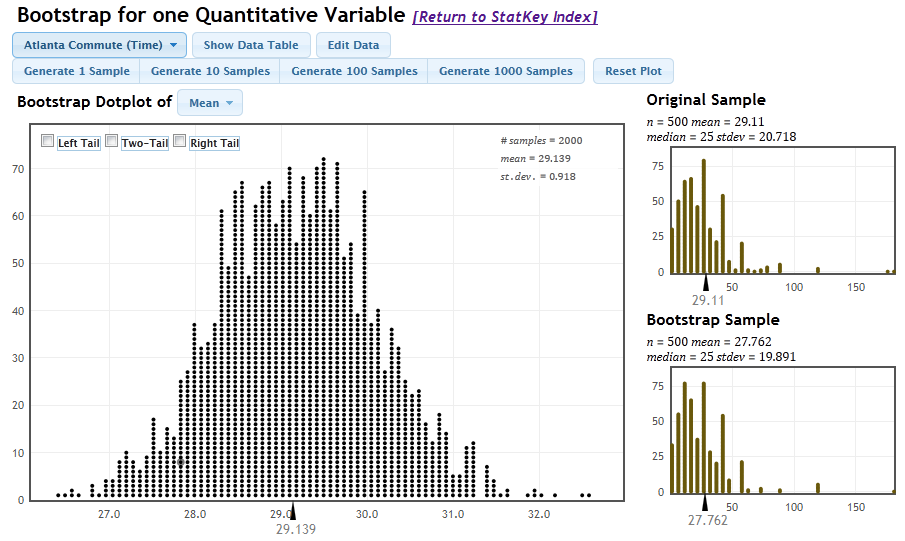 Bootstrap for one Quantitative Variable [Return to StatKey Index]
Atlanta Commute (Time) Show Data Table Edit Data
Generate 1 Sample Generate 10 Samples Generate 100 Samples Generate 1000 Samples Reset Plot
Bootstrap Dotplot of Mean
Left Tail Two-Tail Right Tail
# samples = 2000
mean = 29.139
st.dev. = 0.918
70
60
50
40
30
20
10
0
27.0 28.0 29.0 30.0 31.0 32.0
29.139
Original Sample
n = 500 mean = 29.11
median = 25 stdev = 20.718
75
50
25
0
50 100 150
29.11
Bootstrap Sample
n = 500 mean = 27.762
median = 25 stdev = 19.891
75
50
25
0
50 100 150
27.762